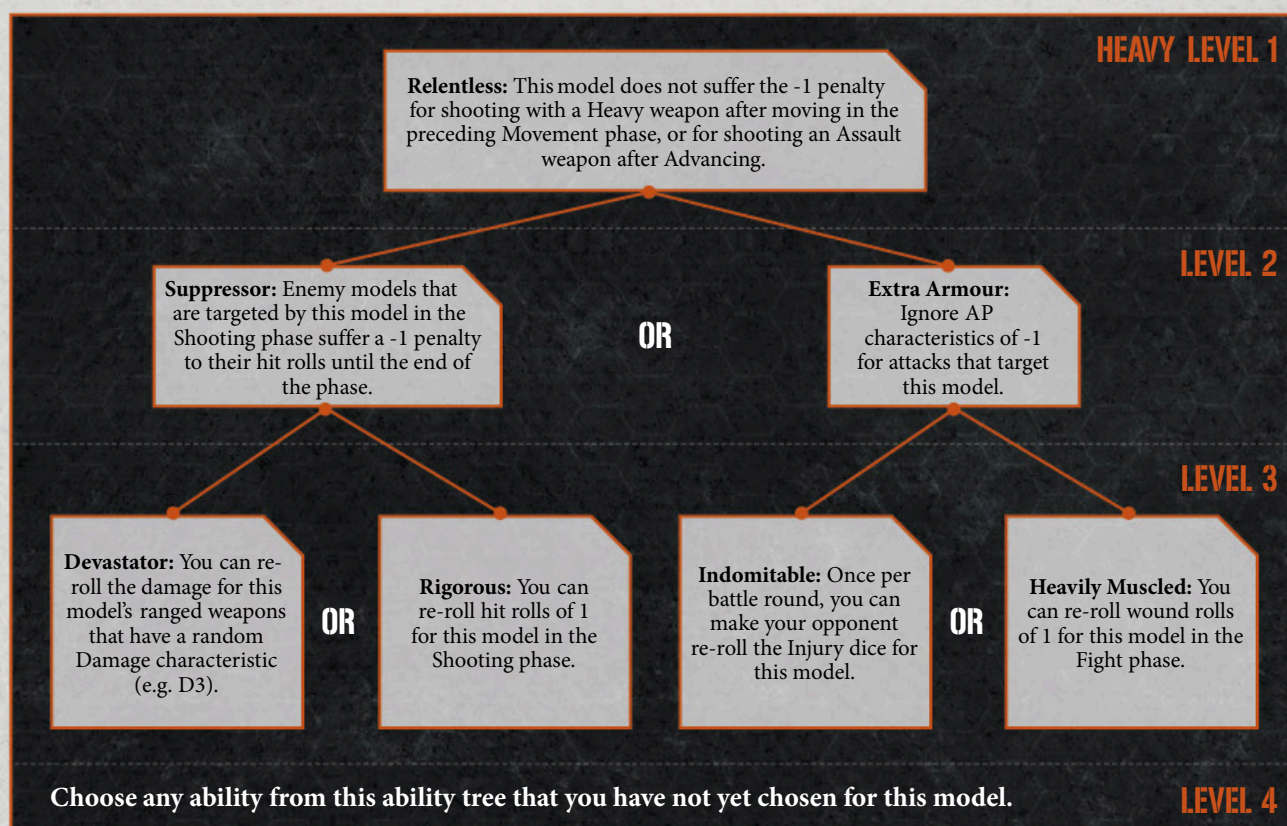 HEAVY LEVEL 1
Relentless: This model does not suffer the -1 penalty
for shooting with a Heavy weapon after moving in the
preceding Movement phase, or for shooting an Assault
weapon after Advancing.
LEVEL 2
Suppressor: Enemy models that
are targeted by this model in the
Shooting phase suffer a -1 penalty
to their hit rolls until the end of
the phase.
OR
Extra Armour:
Ignore AP
characteristics of -1
for attacks that target
this model.
LEVEL 3
Devastator: You can re-
roll the damage for this
model's ranged weapons
that have a random
Damage characteristic
(e.g. D3).
OR
Rigorous: You can
re-roll hit rolls of 1
for this model in the
Shooting phase.
Indomitable: Once per
battle round, you can
make your opponent
re-roll the Injury dice for
this model.
OR
Heavily Muscled: You
can re-roll wound rolls
of 1 for this model in the
Fight phase.
Choose any ability from this ability tree that you have not yet chosen for this model.
LEVEL 4